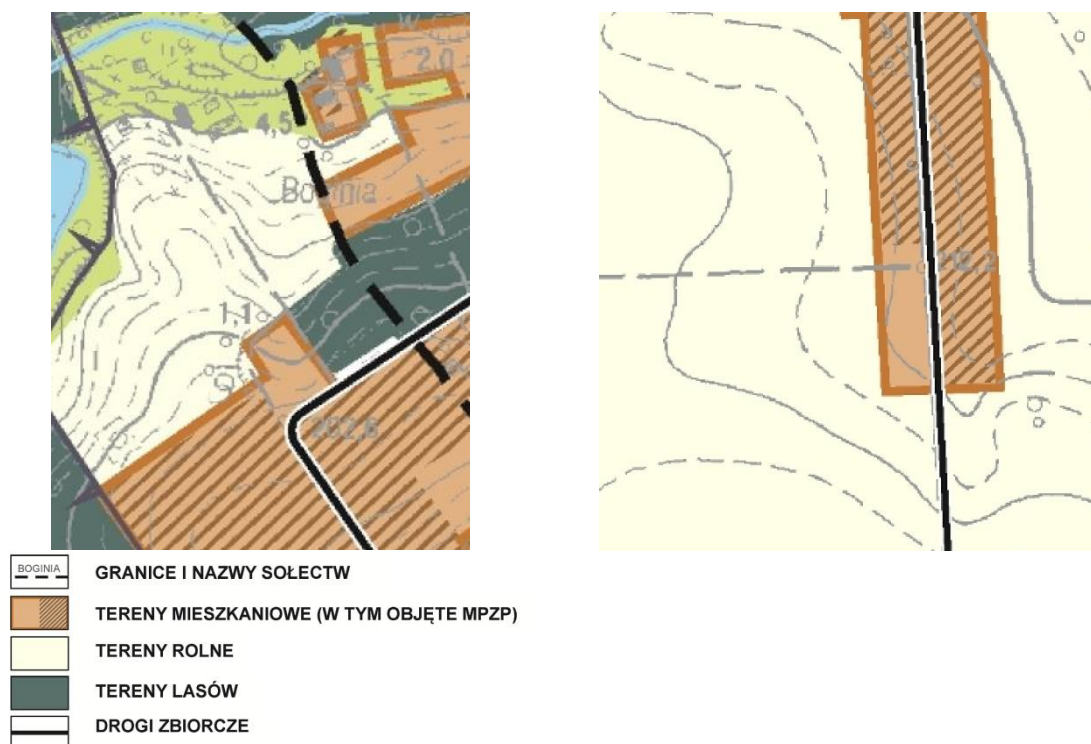 2,0
4,5
Boginia
1,1
202,6
BOGINIA
GRANICE I NAZWY SOŁECTW
TERENY MIESZKANIOWE (W TYM OBJĘTE MPZP)
TERENY ROLNE
TERENY LASÓW
DROGI ZBIORCZE